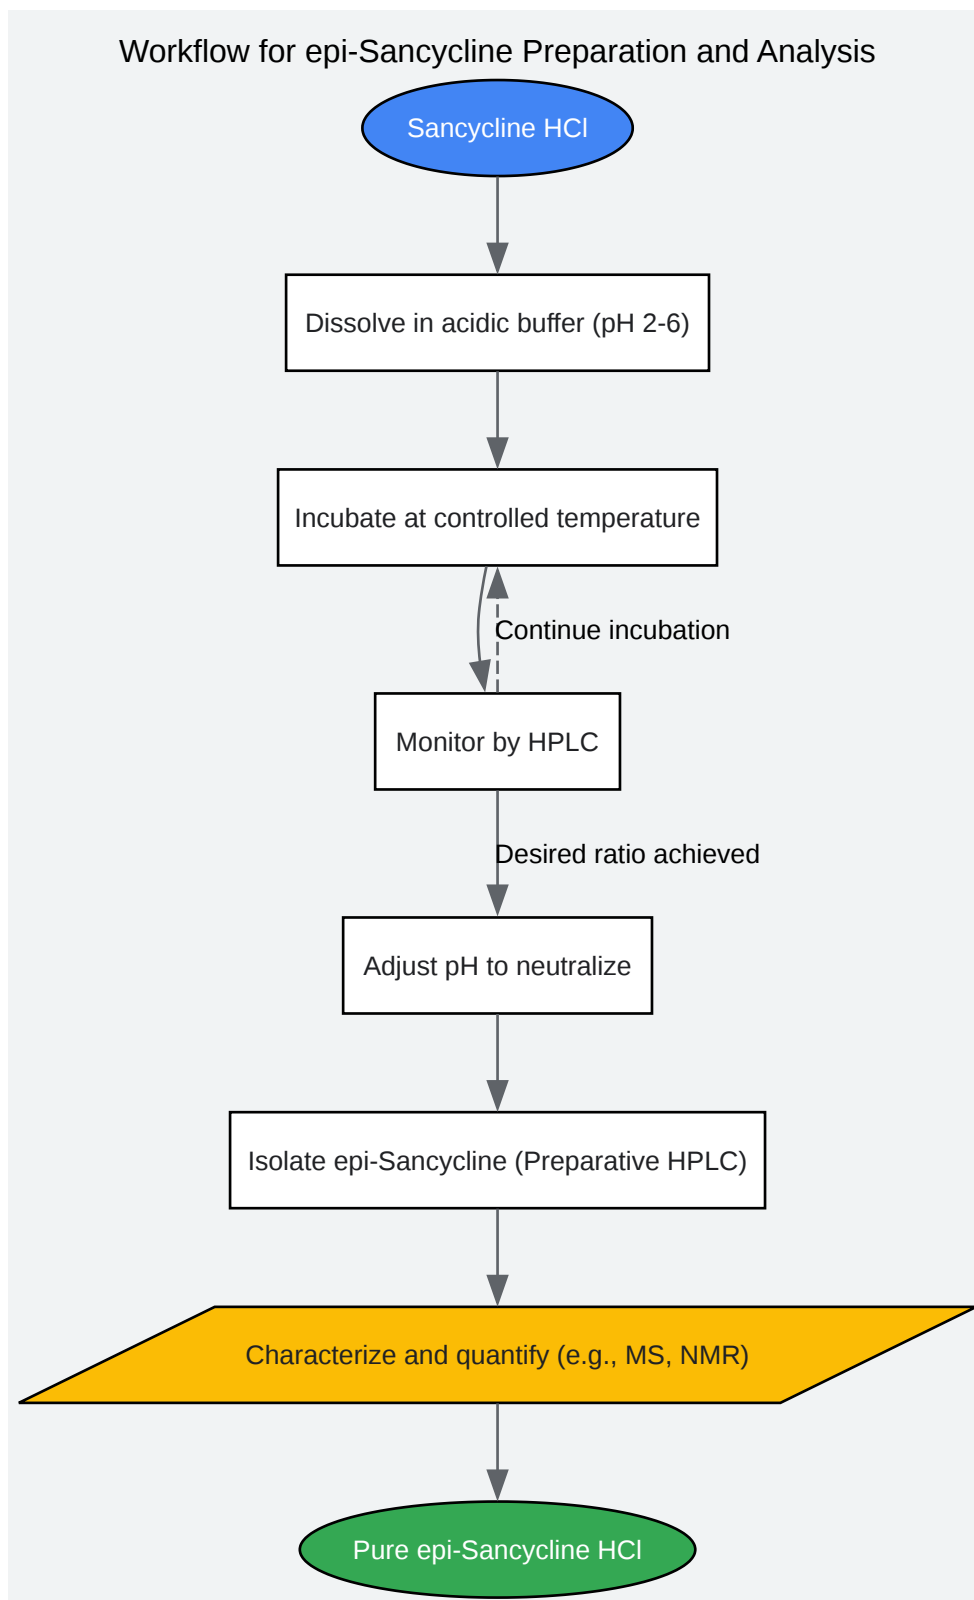 Workflow for epi-Sancycline Preparation and Analysis
Sancycline HCl
Dissolve in acidic buffer (pH 2-6)
Incubate at controlled temperature
Continue incubation
Monitor by HPLC
Desired ratio achieved
Adjust pH to neutralize
Isolate epi-Sancycline (Preparative HPLC)
Characterize and quantify (e.g., MS, NMR)
Pure epi-Sancycline HCl